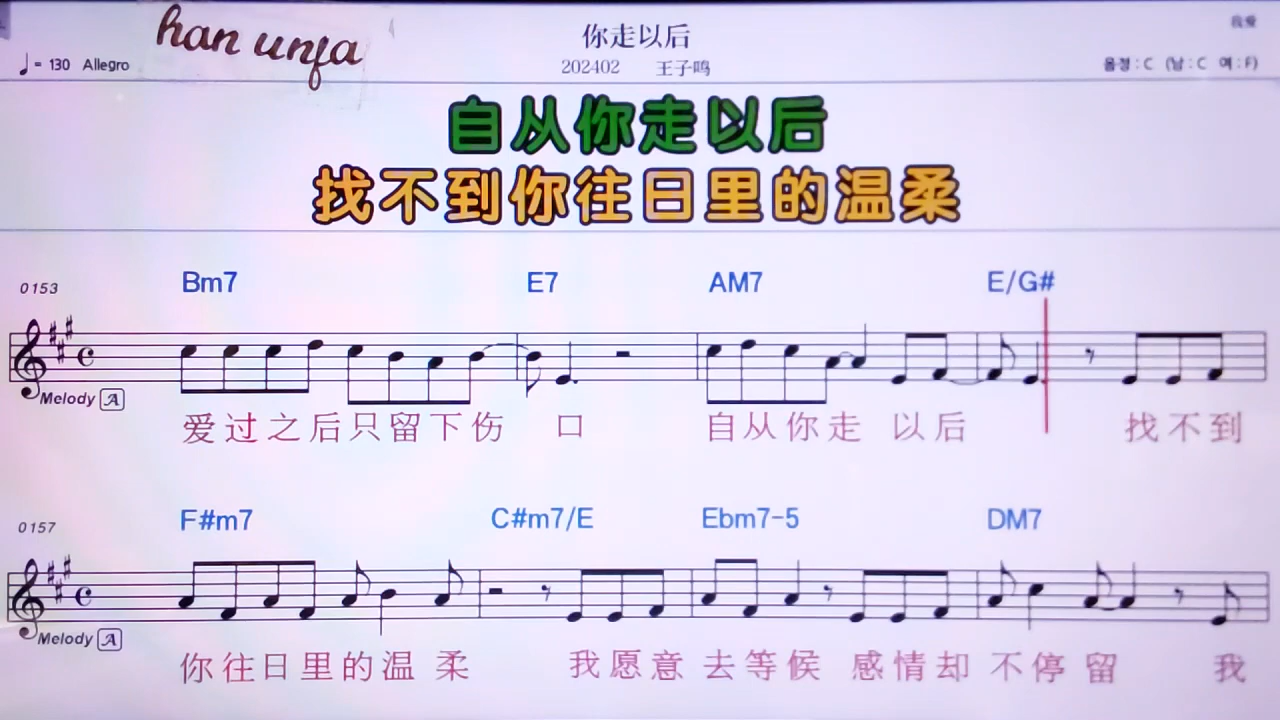 han unfa
你走以后
我爱
♩= 130 Allegro
202402 王子鸣
음정 : C (남 : C 여 : F)
自从你走以后
找不到你往日里的温柔
0153 Bm7 E7 AM7 E/G#
Melody A
爱过之后只留下伤 口 自从你走 以后 找不到
0157 F#m7 C#m7/E Ebm7-5 DM7
Melody A
你往日里的温 柔 我愿意 去等候 感情却 不停留 我